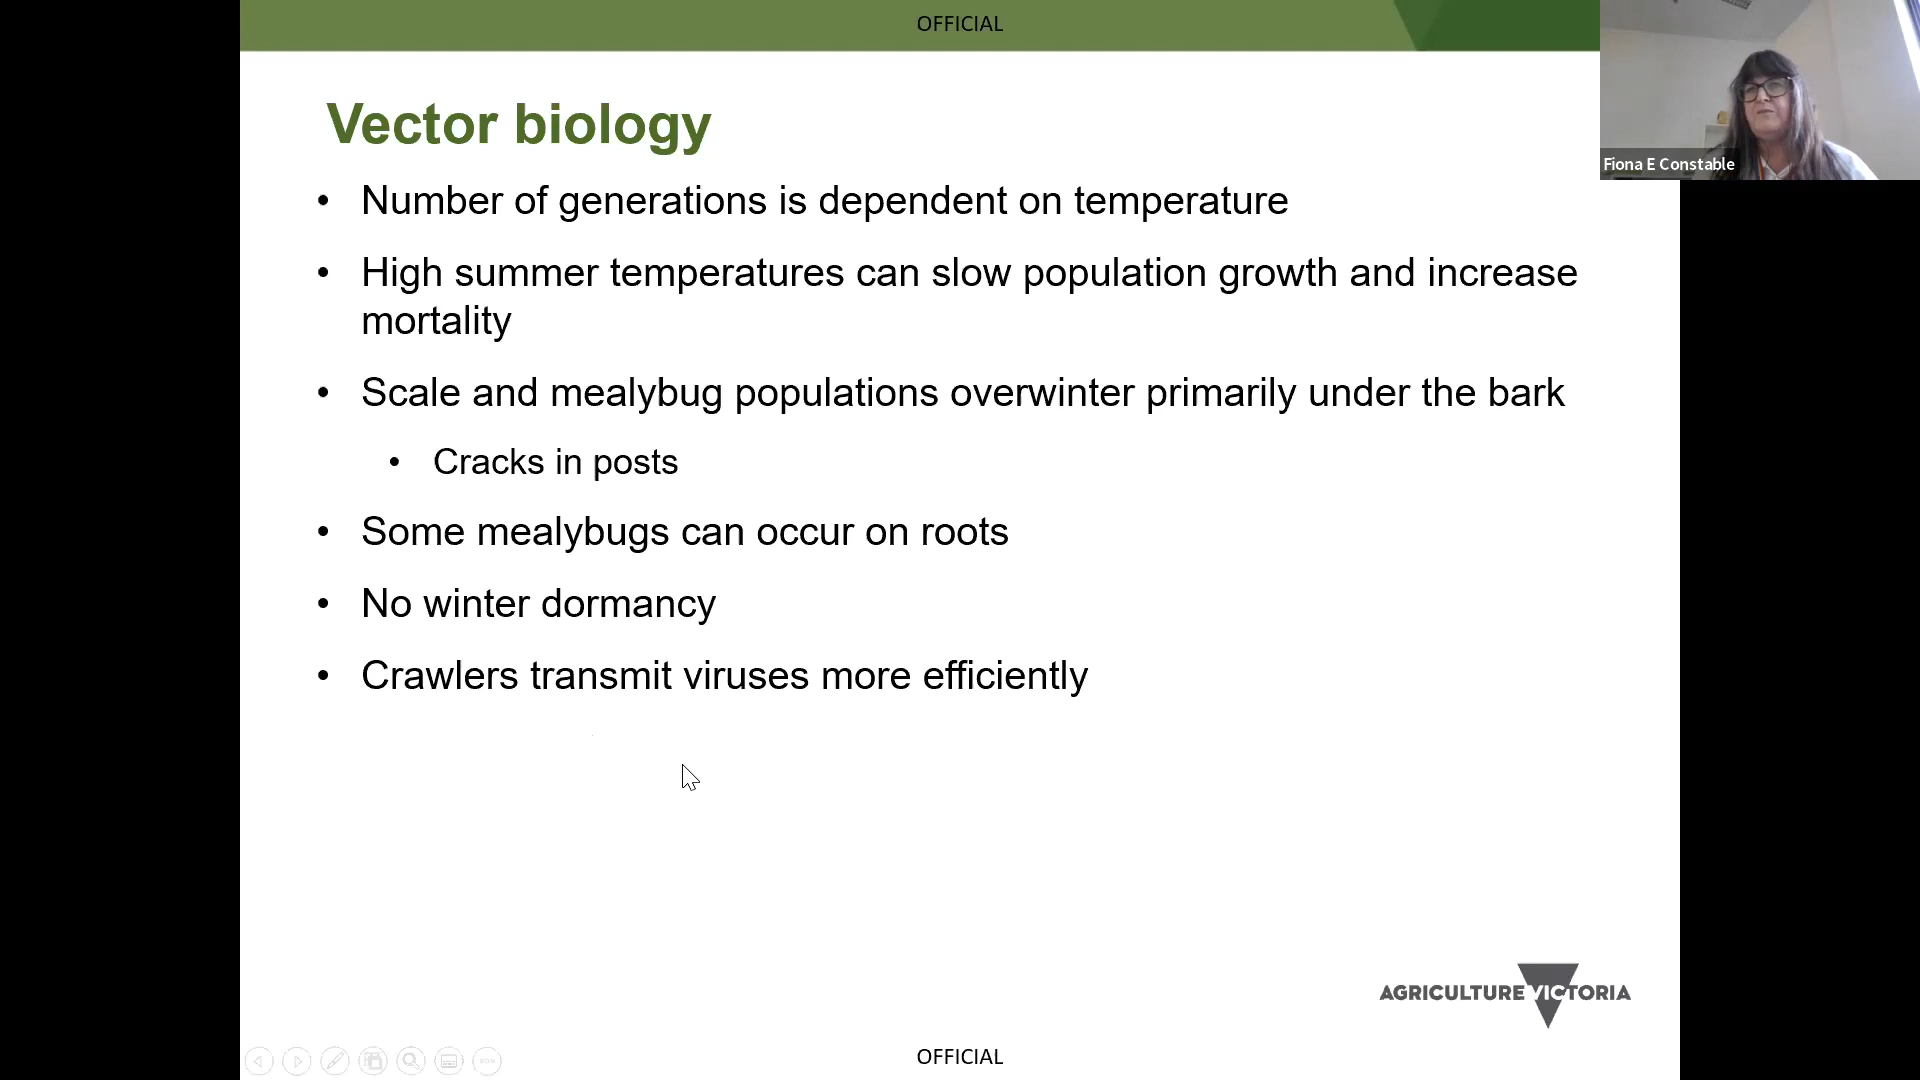 OFFICIAL
Fiona E Constable
Vector biology
• Number of generations is dependent on temperature
• High summer temperatures can slow population growth and increase
mortality
• Scale and mealybug populations overwinter primarily under the bark
• Cracks in posts
• Some mealybugs can occur on roots
• No winter dormancy
• Crawlers transmit viruses more efficiently
AGRICULTURE VICTORIA
OFFICIAL